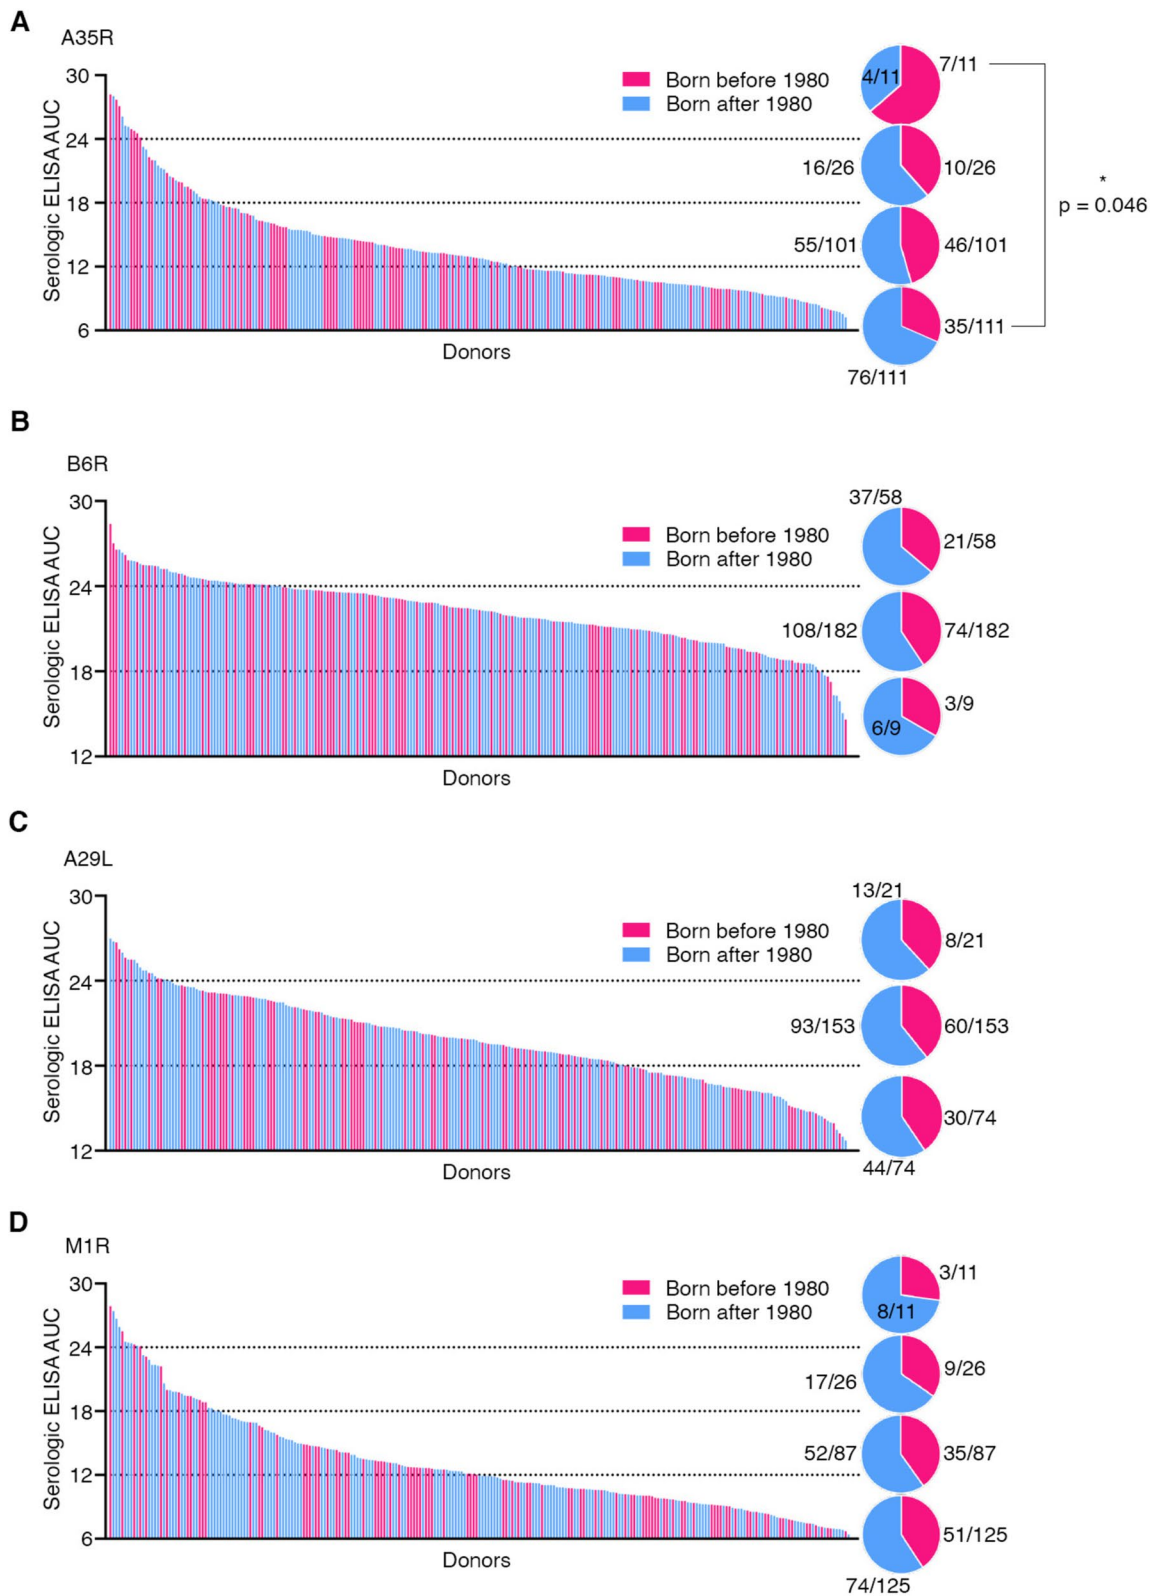 A
A35R
Serologic ELISA AUC
30
24
18
12
6
Donors
Born before 1980
Born after 1980
4/11
7/11
16/26
10/26
55/101
46/101
35/111
76/111
*
p = 0.046
B
B6R
Serologic ELISA AUC
30
24
18
12
Donors
Born before 1980
Born after 1980
37/58
21/58
108/182
74/182
3/9
6/9
C
A29L
Serologic ELISA AUC
30
24
18
12
Donors
Born before 1980
Born after 1980
13/21
8/21
93/153
60/153
30/74
44/74
D
M1R
Serologic ELISA AUC
30
24
18
12
6
Donors
Born before 1980
Born after 1980
3/11
8/11
17/26
9/26
52/87
35/87
51/125
74/125